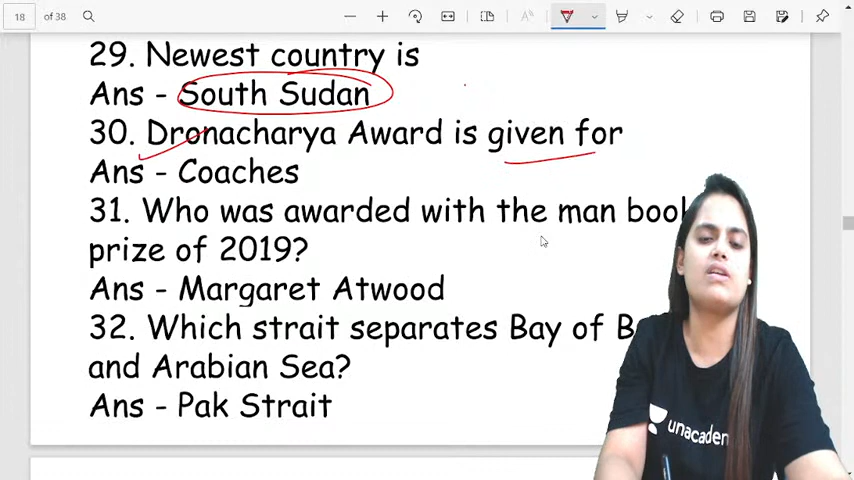 18 of 38
29. Newest country is
Ans - South Sudan
30. Dronacharya Award is given for
Ans - Coaches
31. Who was awarded with the man
prize of 2019?
Ans - Margaret Atwood
32. Which strait separates Bay of
and Arabian Sea?
Ans - Pak Strait